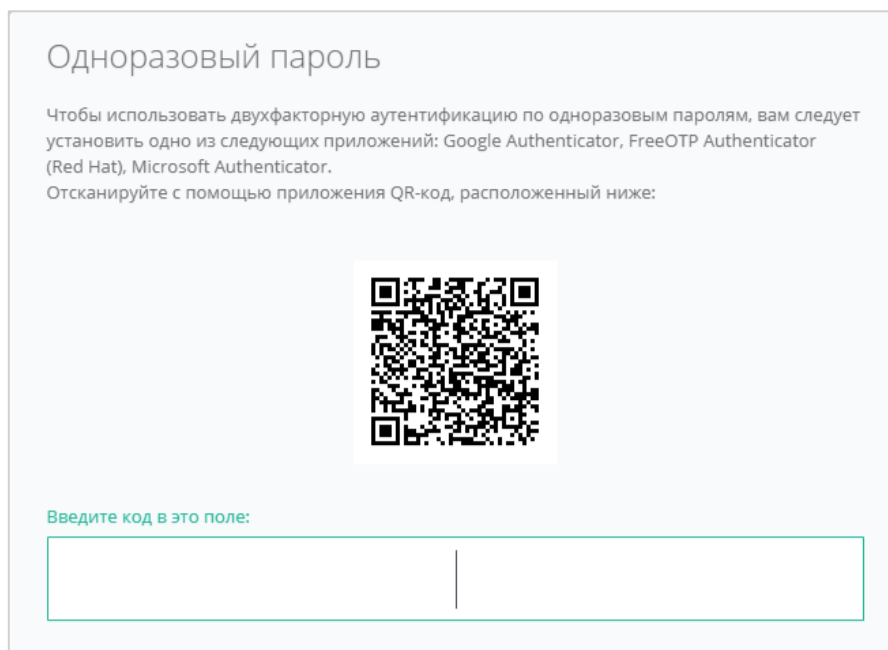 Одноразовый пароль
Чтобы использовать двухфакторную аутентификацию по одноразовым паролям, вам следует
установить одно из следующих приложений: Google Authenticator, FreeOTP Authenticator
(Red Hat), Microsoft Authenticator.
Отсканируйте с помощью приложения QR-код, расположенный ниже:
Введите код в это поле: